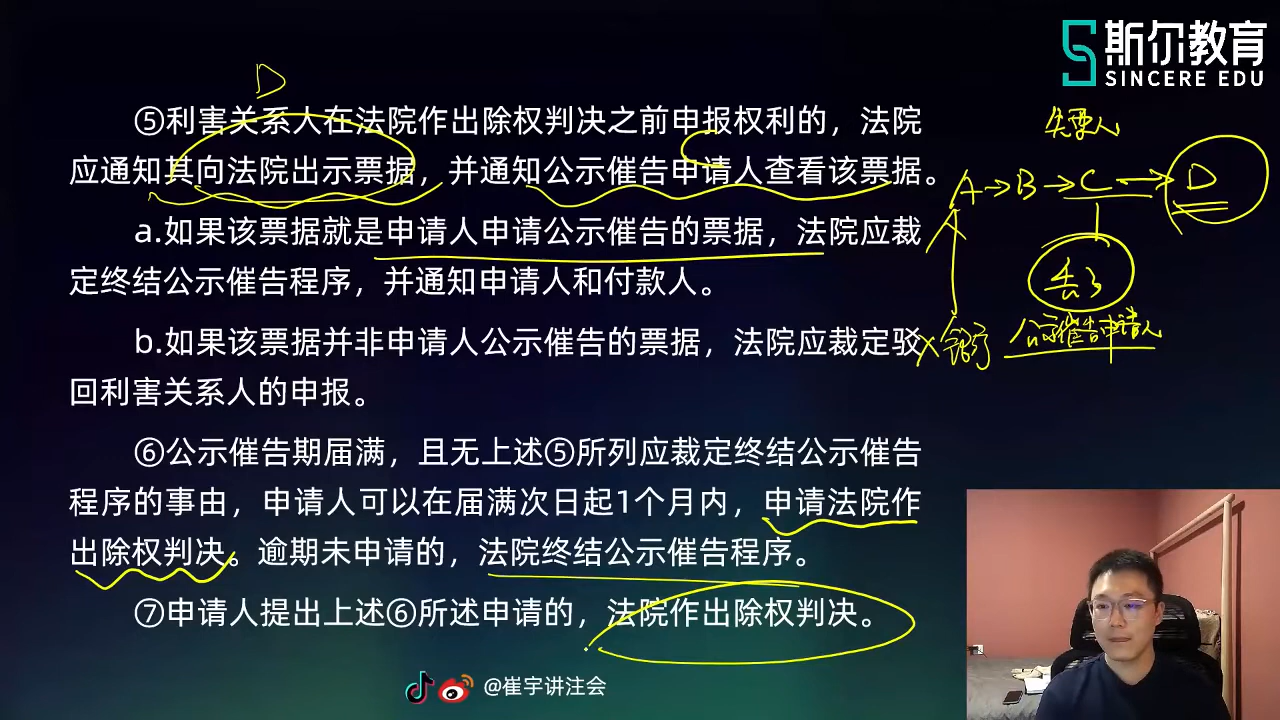 斯尔教育
SINCERE EDU
D
⑤利害关系人在法院作出除权判决之前申报权利的，法院
应通知其向法院出示票据，并通知公示催告申请人查看该票据。
a.如果该票据就是申请人申请公示催告的票据，法院应裁
定终结公示催告程序，并通知申请人和付款人。
b.如果该票据并非申请人公示催告的票据，法院应裁定驳
回利害关系人的申报。
⑥公示催告期届满，且无上述⑤所列应裁定终结公示催告
程序的事由，申请人可以在届满次日起1个月内，申请法院作
出除权判决。逾期未申请的，法院终结公示催告程序。
⑦申请人提出上述⑥所述申请的，法院作出除权判决。
失票人
A→B→C→D
丢了
X银行
公示催告申请人
@崔宇讲注会